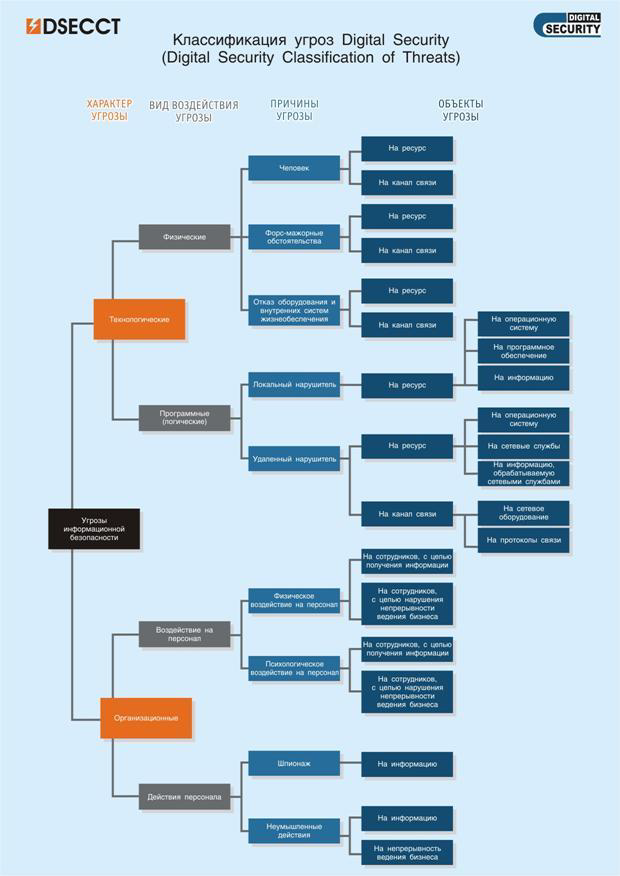 DSECCT
DIGITAL
SECURITY
Классификация угроз Digital Security
(Digital Security Classification of Threats)
ХАРАКТЕР
УГРОЗЫ
ВИД ВОЗДЕЙСТВИЯ
УГРОЗЫ
ПРИЧИНЫ
УГРОЗЫ
ОБЪЕКТЫ
УГРОЗЫ
Угрозы
информационной
безопасности
Технологические
Физические
Человек
На ресурс
На канал связи
Форс-мажорные
обстоятельства
На ресурс
На канал связи
Отказ оборудования и
внутренних систем
жизнеобеспечения
На ресурс
На канал связи
Программные
(логические)
Локальный нарушитель
На ресурс
На операционную
систему
На программное
обеспечение
На информацию
Удаленный нарушитель
На ресурс
На операционную
систему
На сетевые службы
На информацию,
обрабатываемую
сетевыми службами
На канал связи
На сетевое
оборудование
На протоколы связи
Организационные
Воздействие на
персонал
Физическое
воздействие на персонал
На сотрудников, с целью
получения информации
На сотрудников,
с целью нарушения
непрерывности
ведения бизнеса
Психологическое
воздействие на персонал
На сотрудников, с целью
получения информации
На сотрудников,
с целью нарушения
непрерывности
ведения бизнеса
Действия персонала
Шпионаж
На информацию
Неумышленные
действия
На информацию
На непрерывность
ведения бизнеса